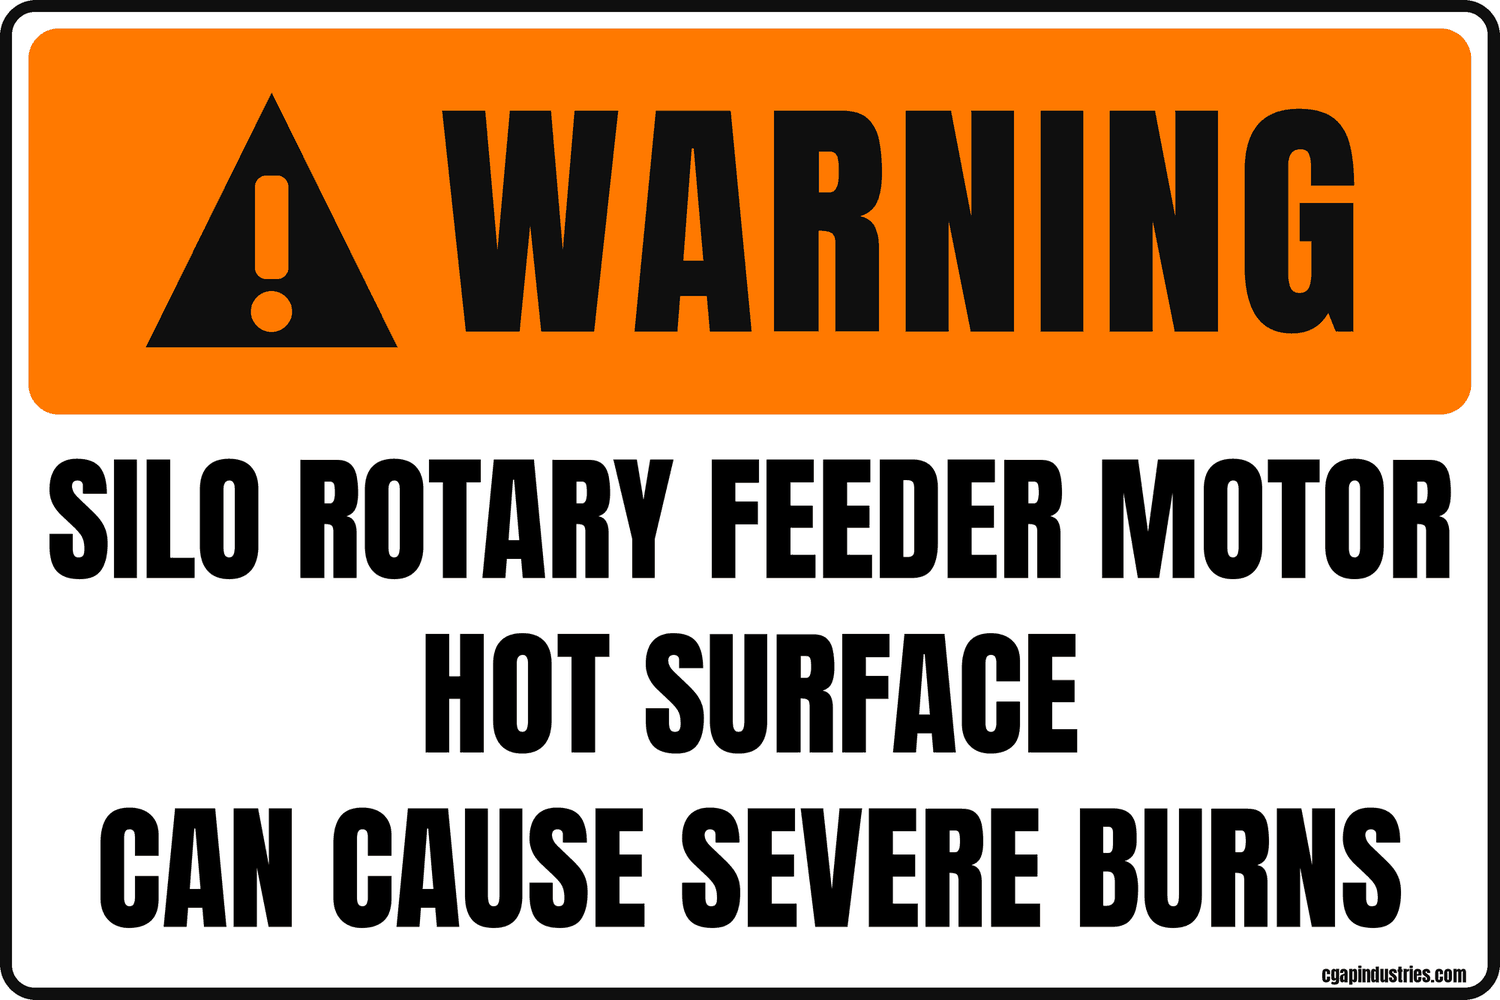 WARNING
SILO ROTARY FEEDER MOTOR
HOT SURFACE
CAN CAUSE SEVERE BURNS
cgapindustries.com